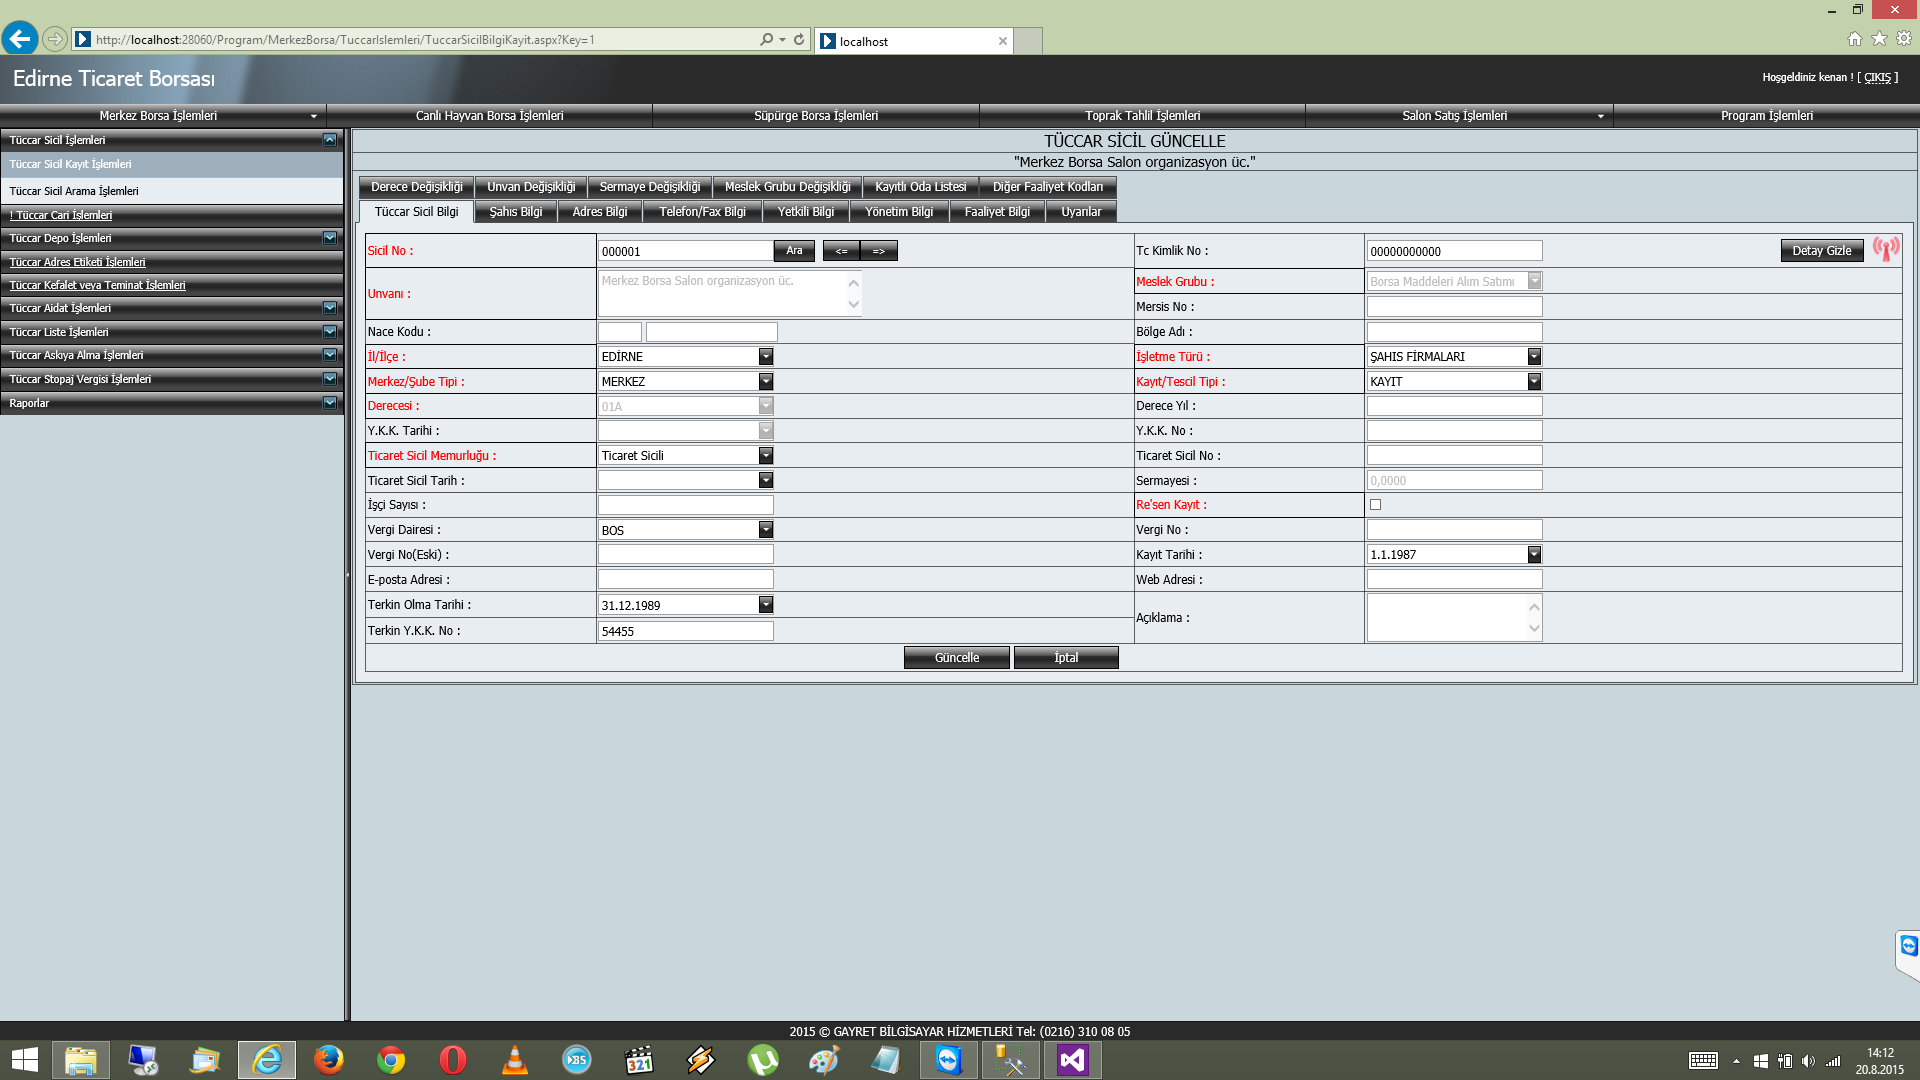 http://localhost:28060/Program/MerkezBorsa/TuccarIslemleri/TuccarSicilBilgiKayit.aspx?Key=1
localhost
Edirne Ticaret Borsası
Hoşgeldiniz kenan ! [ ÇIKIŞ ]
Merkez Borsa İşlemleri
Canlı Hayvan Borsa İşlemleri
Süpürge Borsa İşlemleri
Toprak Tahlil İşlemleri
Salon Satış İşlemleri
Program İşlemleri
Tüccar Sicil İşlemleri
Tüccar Sicil Kayıt İşlemleri
Tüccar Sicil Arama İşlemleri
! Tüccar Cari İşlemleri
Tüccar Depo İşlemleri
Tüccar Adres Etiketi İşlemleri
Tüccar Kefalet veya Teminat İşlemleri
Tüccar Aidat İşlemleri
Tüccar Liste İşlemleri
Tüccar Askıya Alma İşlemleri
Tüccar Stopaj Vergisi İşlemleri
Raporlar
TÜCCAR SİCİL GÜNCELLE
"Merkez Borsa Salon organizasyon üc."
Derece Değişikliği Unvan Değişikliği Sermaye Değişikliği Meslek Grubu Değişikliği Kayıtlı Oda Listesi Diğer Faaliyet Kodları
Tüccar Sicil Bilgi Şahıs Bilgi Adres Bilgi Telefon/Fax Bilgi Yetkili Bilgi Yönetim Bilgi Faaliyet Bilgi Uyarılar
Sicil No : 000001 Ara <= => Tc Kimlik No : 00000000000 Detay Gizle
Unvanı : Merkez Borsa Salon organizasyon üc. Meslek Grubu : Borsa Maddeleri Alım Satımı
Mersis No :
Nace Kodu : Bölge Adı :
İl/İlçe : EDİRNE İşletme Türü : ŞAHIS FİRMALARI
Merkez/Şube Tipi : MERKEZ Kayıt/Tescil Tipi : KAYIT
Derecesi : 01A Derece Yıl :
Y.K.K. Tarihi : Y.K.K. No :
Ticaret Sicil Memurluğu : Ticaret Sicili Ticaret Sicil No :
Ticaret Sicil Tarih : Sermayesi : 0,0000
İşçi Sayısı : Re'sen Kayıt :
Vergi Dairesi : BOS Vergi No :
Vergi No(Eski) : Kayıt Tarihi : 1.1.1987
E-posta Adresi : Web Adresi :
Terkin Olma Tarihi : 31.12.1989 Açıklama :
Terkin Y.K.K. No : 54455
Güncelle İptal
2015 © GAYRET BİLGİSAYAR HİZMETLERİ Tel: (0216) 310 08 05
BS
321
14:12
20.8.2015